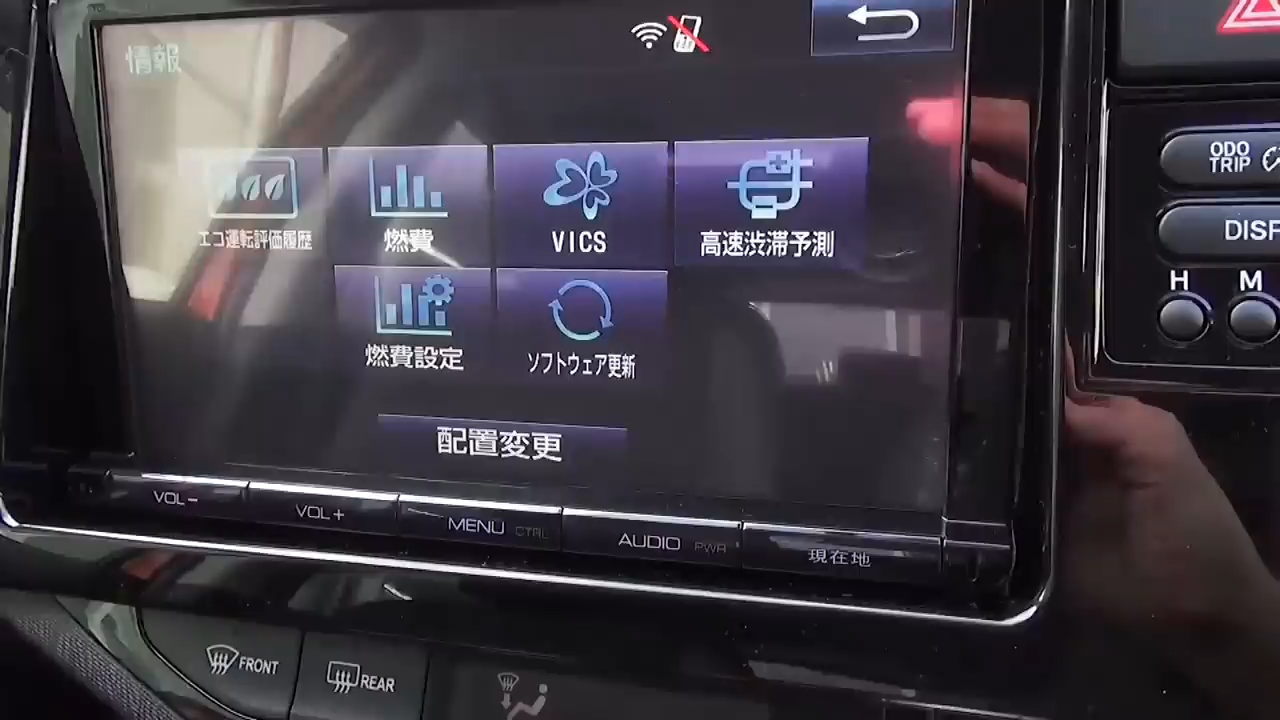 情報
エコ運転評価履歴
燃費
VICS
高速渋滞予測
燃費設定
ソフトウェア更新
配置変更
VOL−
VOL+
MENU CTRL
AUDIO PWR
現在地
FRONT
REAR
ODO
TRIP
DISP
H
M